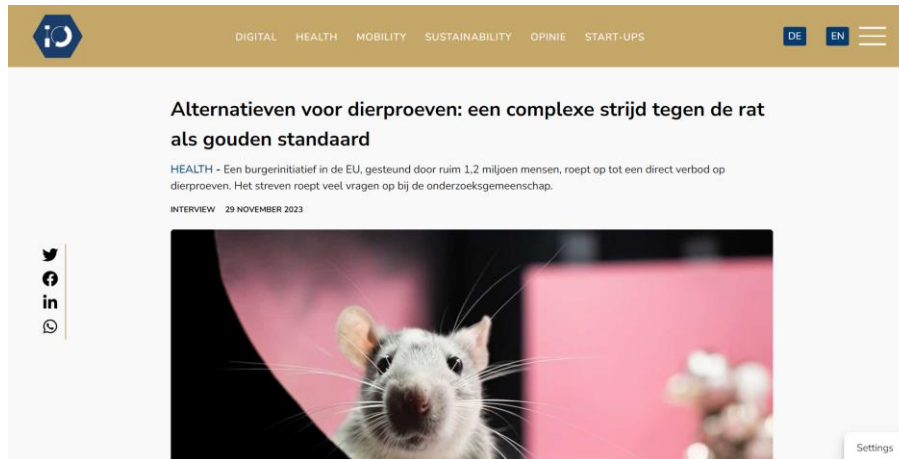 iO
DIGITAL HEALTH MOBILITY SUSTAINABILITY OPINIE START-UPS DE EN
Alternatieven voor dierproeven: een complexe strijd tegen de rat
als gouden standaard
HEALTH - Een burgerinitiatief in de EU, gesteund door ruim 1,2 miljoen mensen, roept op tot een direct verbod op
dierproeven. Het streven roept veel vragen op bij de onderzoeksgemeenschap.
INTERVIEW 29 NOVEMBER 2023
in
Settings